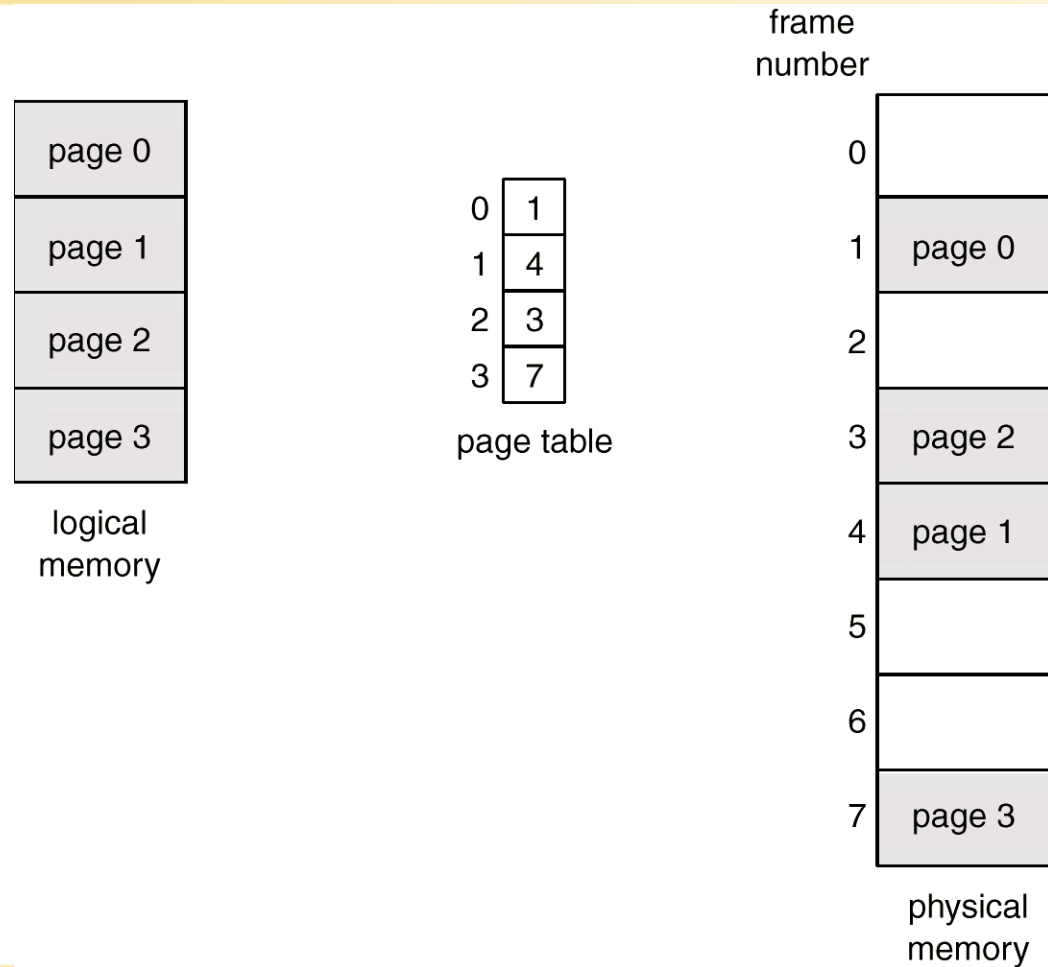 page 0
page 1
page 2
page 3
logical
memory
0 1
1 4
2 3
3 7
page table
frame
number
0
1 page 0
2
3 page 2
4 page 1
5
6
7 page 3
physical
memory